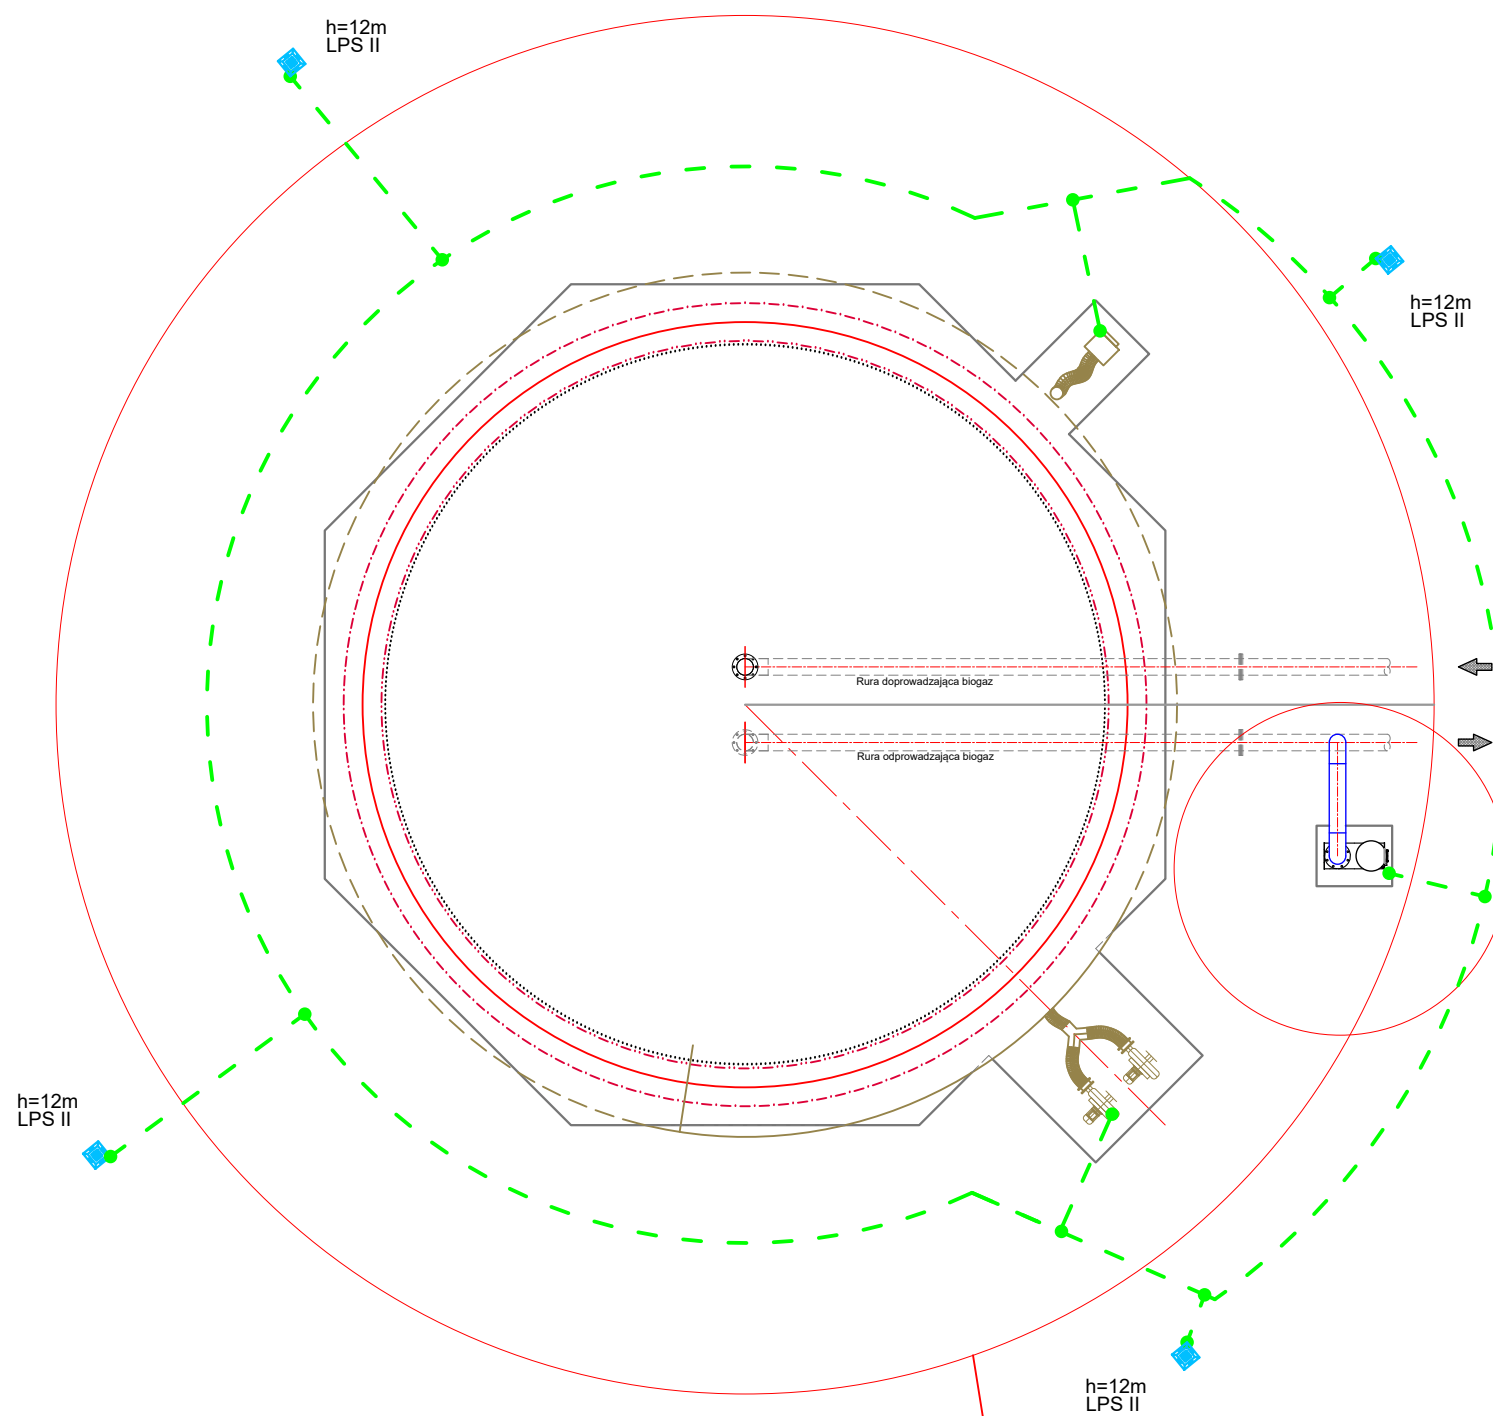 h=12m
LPS II
h=12m
LPS II
Rura doprowadzająca biogaz
Rura odprowadzająca biogaz
h=12m
LPS II
h=12m
LPS II